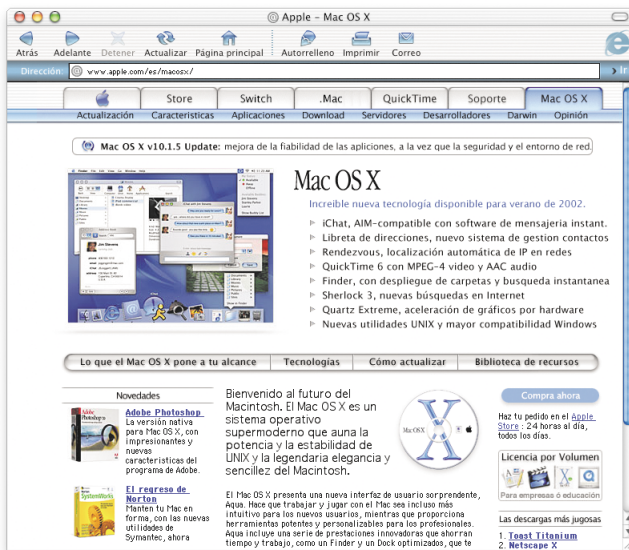 Apple – Mac OS X
Atrás Adelante Detener Actualizar Página principal Autorrelleno Imprimir Correo
Dirección: www.apple.com/es/macosx/ Ir
Store Switch .Mac QuickTime Soporte Mac OS X
Actualización Caracteristicas Aplicaciones Download Servidores Desarrolladores Darwin Opinión
Mac OS X v10.1.5 Update: mejora de la fiabilidad de las apliciones, a la vez que la seguridad y el entorno de red.
Mac OS X
Increible nueva tecnología disponible para verano de 2002.
iChat, AIM-compatible con software de mensajeria instant.
Libreta de direcciones, nuevo sistema de gestion contactos
Rendezvous, localización automática de IP en redes
QuickTime 6 con MPEG-4 video y AAC audio
Finder, con despliegue de carpetas y busqueda instantanea
Sherlock 3, nuevas búsquedas en Internet
Quartz Extreme, aceleración de gráficos por hardware
Nuevas utilidades UNIX y mayor compatibilidad Windows
Lo que el Mac OS X pone a tu alcance Tecnologías Cómo actualizar Biblioteca de recursos
Novedades
Adobe Photoshop
La versión nativa
para Mac OS X, con
impresionantes y
nuevas
caracteristicas del
programa de Adobe.
El regreso de
Norton
Manten tu Mac en
forma, con las nuevas
utilidades de
Symantec, ahora
Bienvenido al futuro del
Macintosh. El Mac OS X es un
sistema operativo
supermoderno que auna la
potencia y la estabilidad de
UNIX y la legendaria elegancia y
sencillez del Macintosh.
El Mac OS X presenta una nueva interfaz de usuario sorprendente,
Aqua. Hace que trabajar y jugar con el Mac sea incluso más
intuitivo para los nuevos usuarios, mientras que proporciona
herramientas potentes y personalizables para los profesionales.
Aqua incluye una serie de prestaciones innovadoras que ahorran
tiempo y trabajo, como un Finder y un Dock optimizados, que te
Mac OS X
Compra ahora
Haz tu pedido en el Apple
Store : 24 horas al día,
todos los días.
Licencia por Volumen
Para empresas ó educación
Las descargas más jugosas
1. Toast Titanium
2. Netscape X